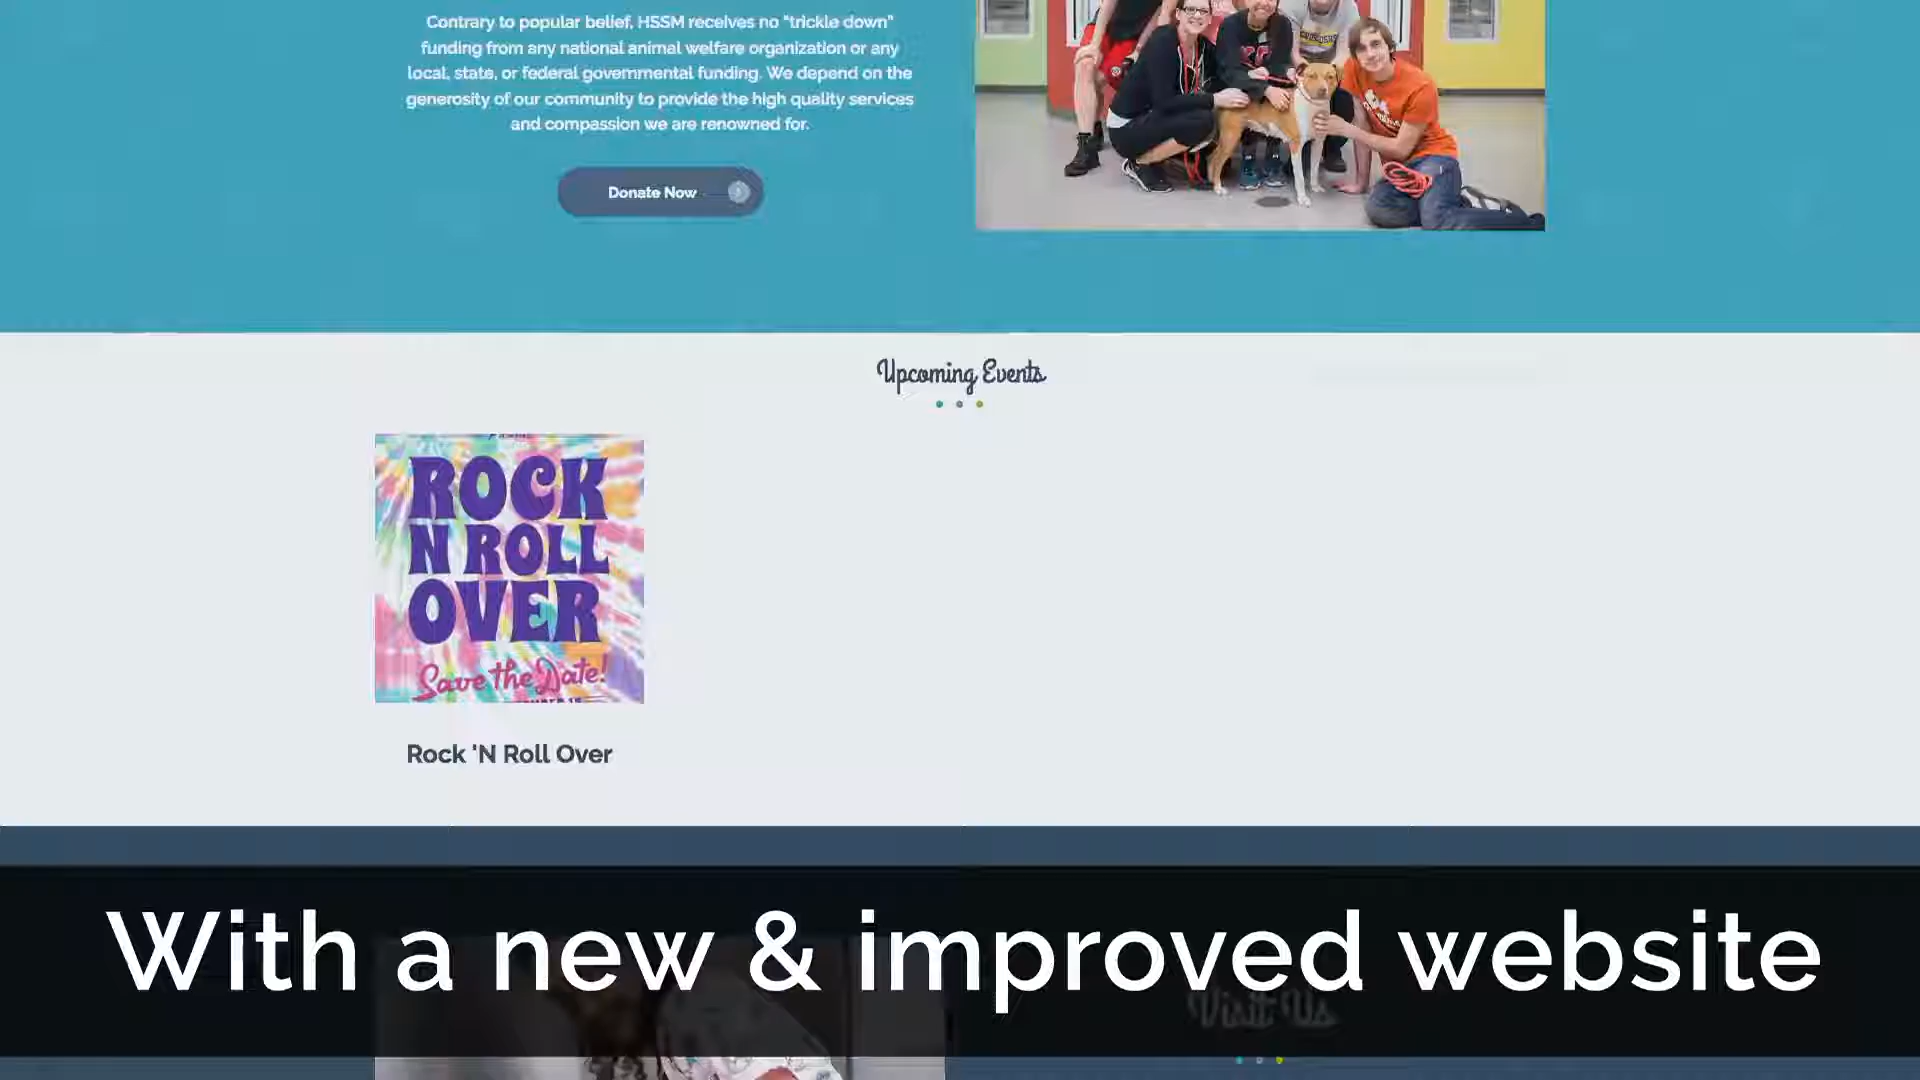 Contrary to popular belief, HSSM receives no "trickle down"
funding from any national animal welfare organization or any
local, state, or federal governmental funding. We depend on the
generosity of our community to provide the high quality services
and compassion we are renowned for.
Donate Now
Upcoming Events
ROCK
N ROLL
OVER
Save the Date!
Rock 'N Roll Over
With a new & improved website
Visit Us